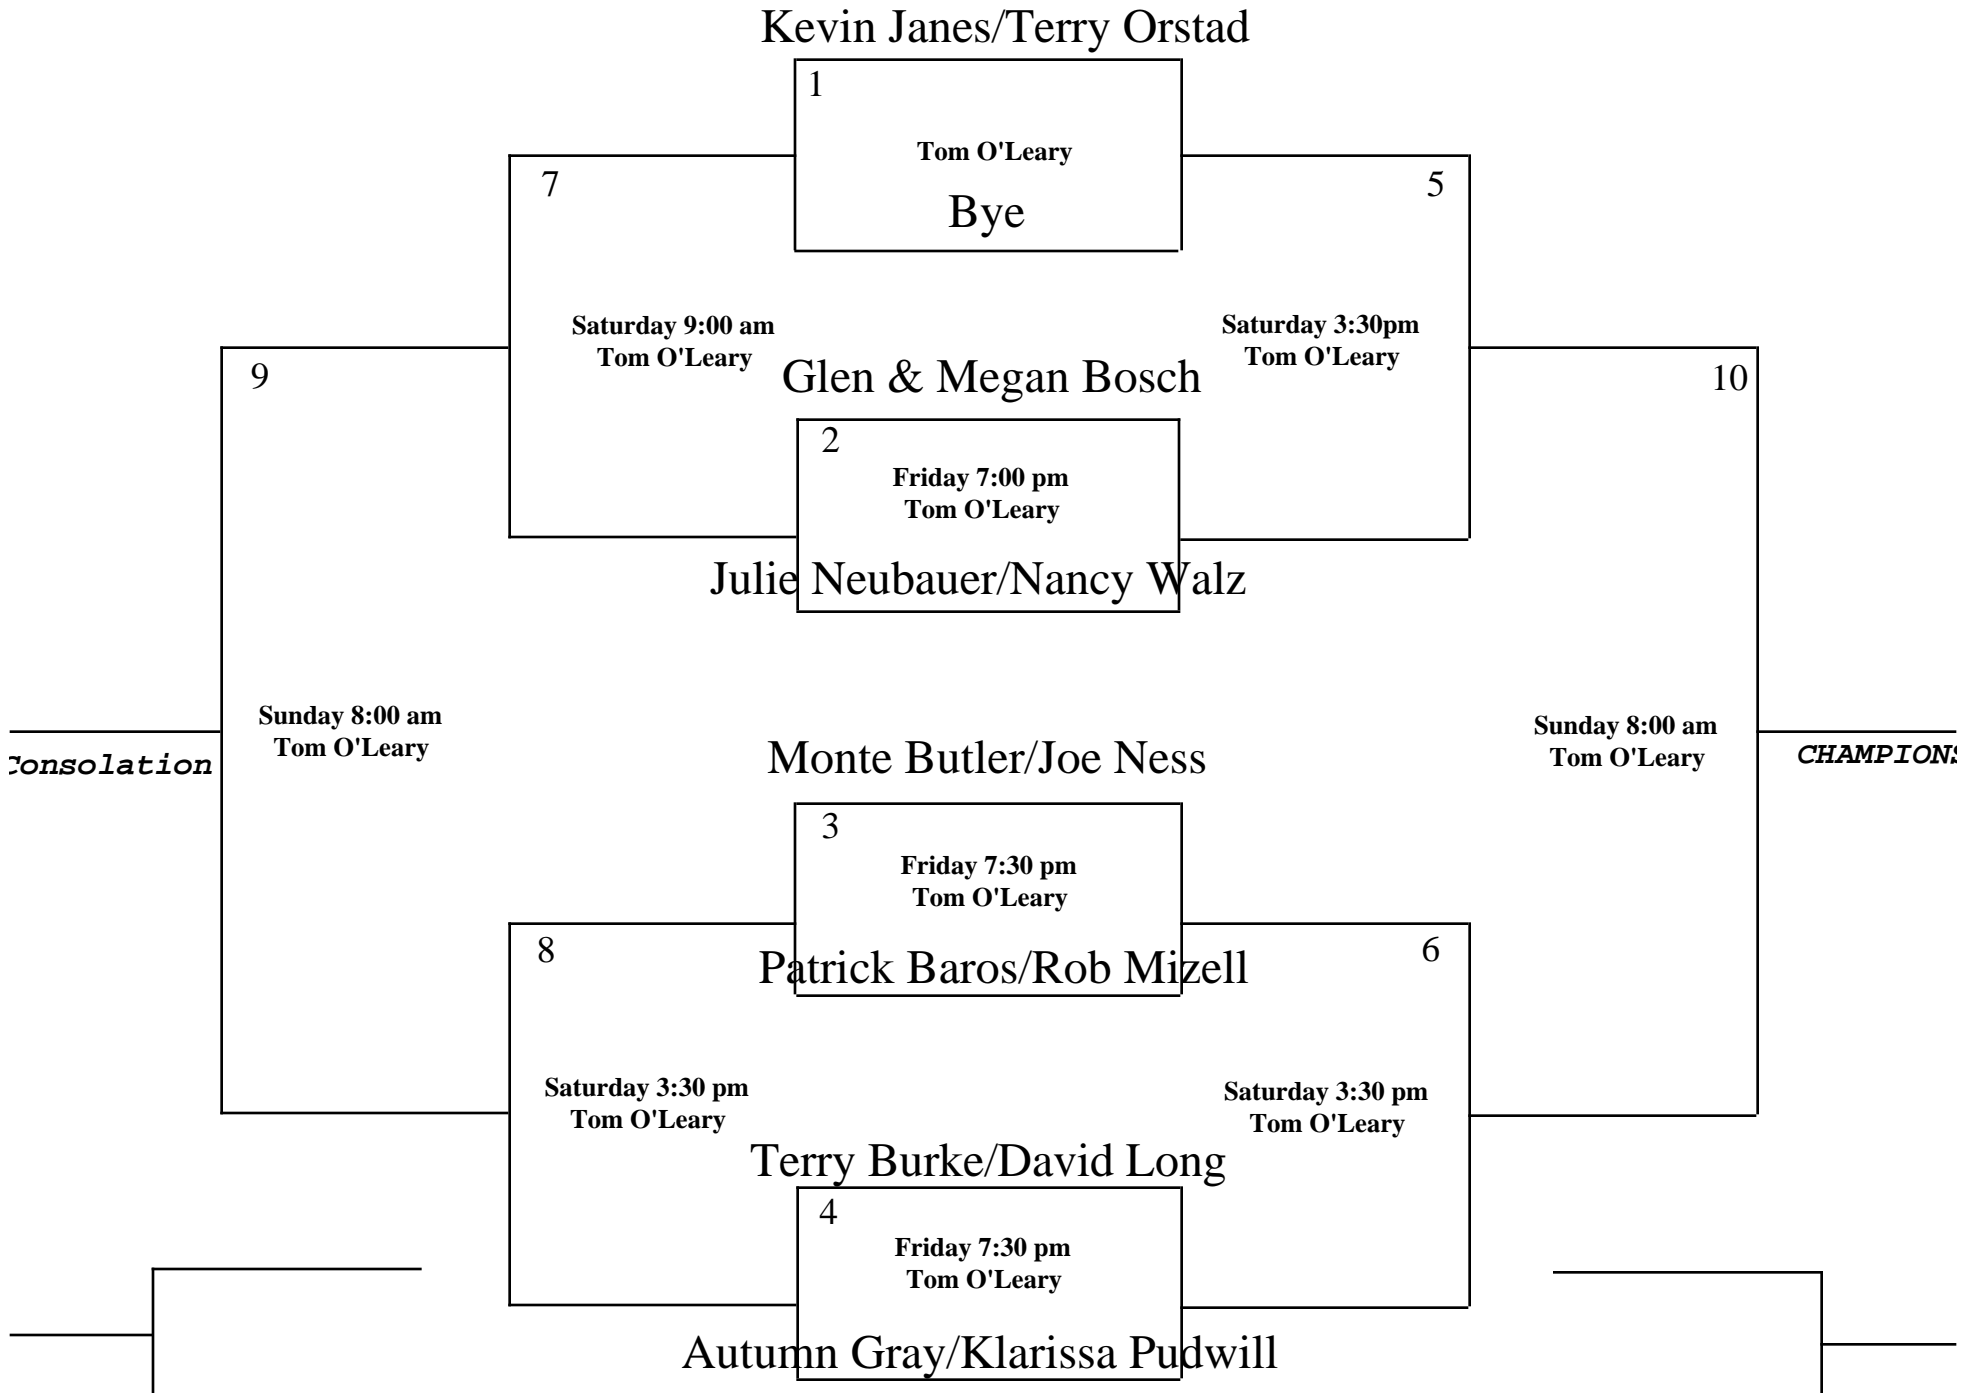 Kevin Janes/Terry Orstad
1
Tom O'Leary
Bye
7
5
Saturday 9:00 am
Tom O'Leary
Saturday 3:30pm
Tom O'Leary
9
Glen & Megan Bosch
10
2
Friday 7:00 pm
Tom O'Leary
Julie Neubauer/Nancy Walz
Sunday 8:00 am
Tom O'Leary
Consolation
Monte Butler/Joe Ness
Sunday 8:00 am
Tom O'Leary
CHAMPIONS
3
Friday 7:30 pm
Tom O'Leary
8
Patrick Baros/Rob Mizell
6
Saturday 3:30 pm
Tom O'Leary
Saturday 3:30 pm
Tom O'Leary
Terry Burke/David Long
4
Friday 7:30 pm
Tom O'Leary
Autumn Gray/Klarissa Pudwill